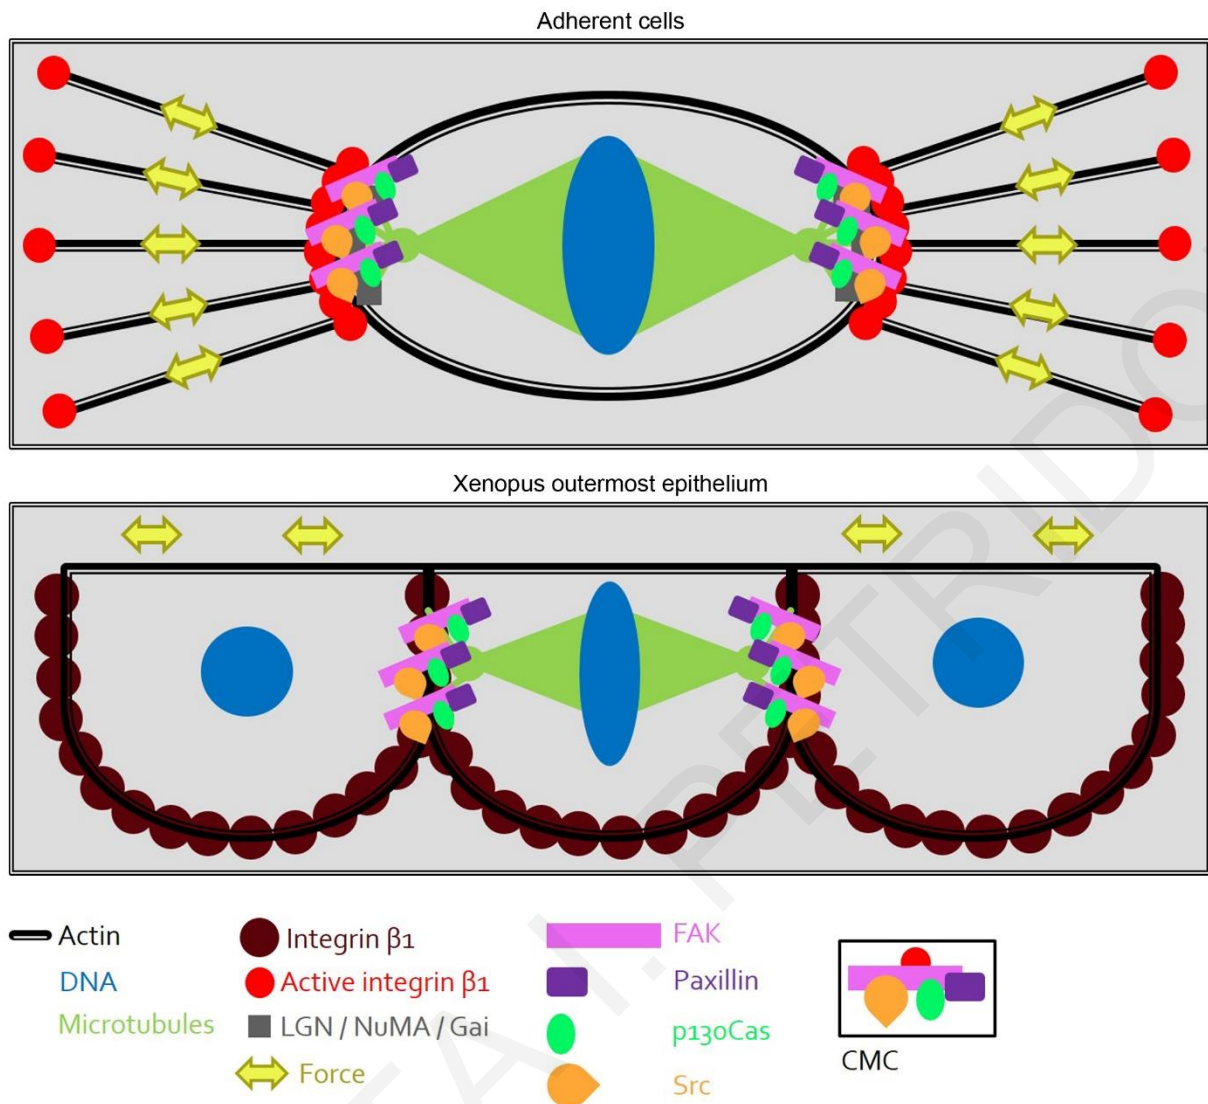 Adherent cells
Xenopus outermost epithelium
Actin
DNA
Microtubules
Integrin β1
Active integrin β1
LGN / NuMA / Gai
Force
FAK
Paxillin
p130Cas
Src
CMC